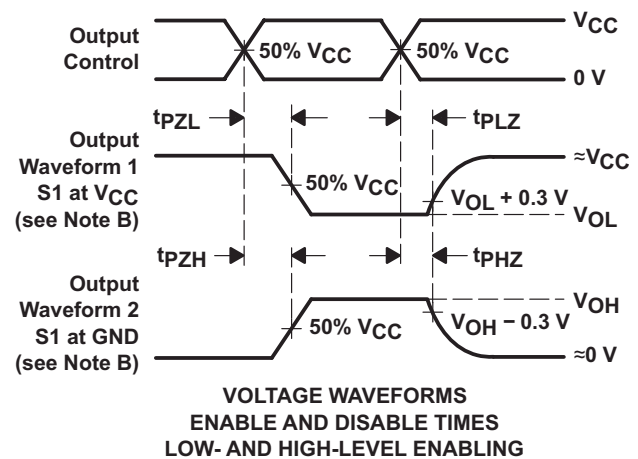 Output
Control
50% VCC
50% VCC
VCC
0 V
tPZL
tPLZ
Output
Waveform 1
S1 at VCC
(see Note B)
50% VCC
≈VCC
VOL + 0.3 V
VOL
tPZH
tPHZ
Output
Waveform 2
S1 at GND
(see Note B)
50% VCC
VOH
VOH − 0.3 V
≈0 V
VOLTAGE WAVEFORMS
ENABLE AND DISABLE TIMES
LOW- AND HIGH-LEVEL ENABLING